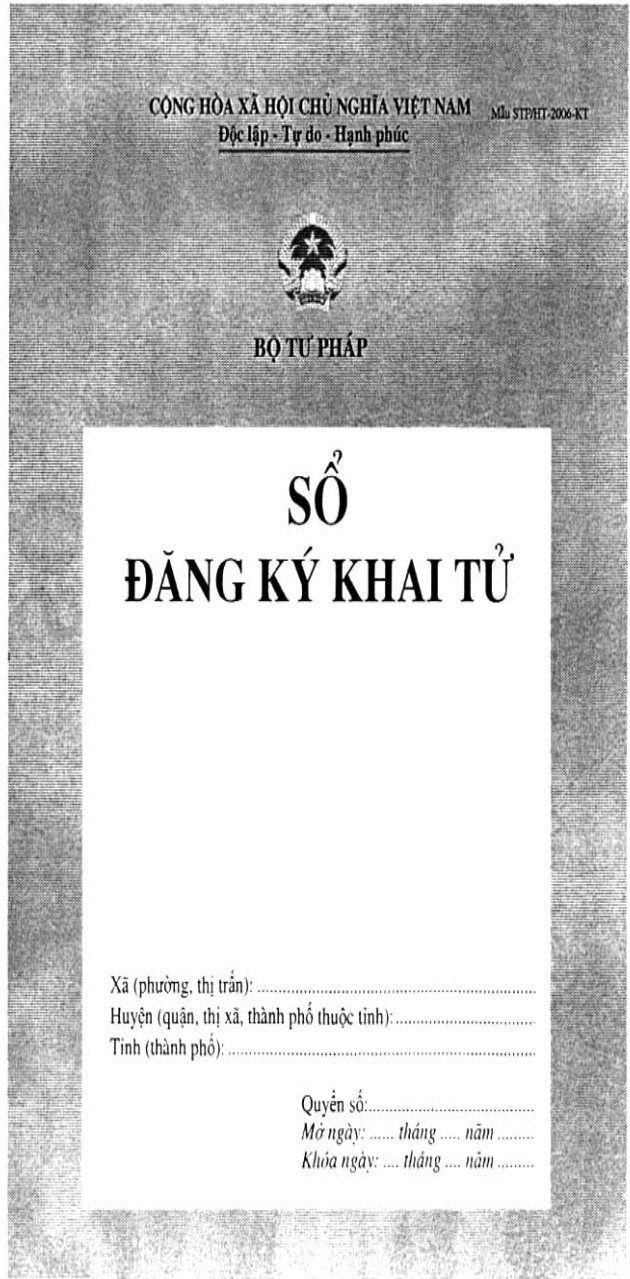 CỘNG HÒA XÃ HỘI CHỦ NGHĨA VIỆT NAM
Mẫu STP/HT-2006-KT
Độc lập - Tự do - Hạnh phúc
BỘ TƯ PHÁP
SỔ
ĐĂNG KÝ KHAI TỬ
Xã (phường, thị trấn): ....................................................
Huyện (quận, thị xã, thành phố thuộc tỉnh):..........................
Tỉnh (thành phố): ..........................................................
Quyển số:......................................
Mở ngày: ...... tháng ..... năm .........
Khóa ngày: .... tháng .... năm .........